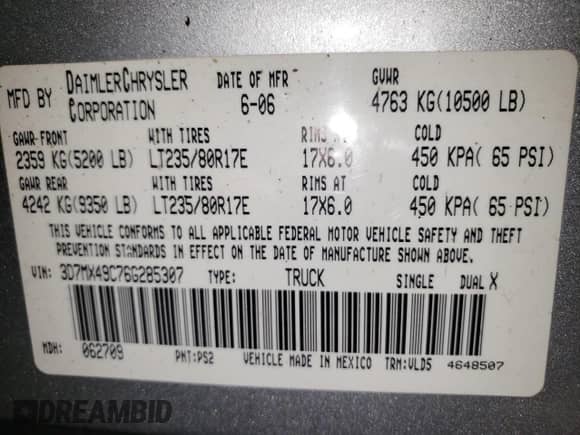 MFD BY DAIMLERCHRYSLER CORPORATION DATE OF MFR 6-06 GVWR 4763 KG(10500 LB)
GAWR-FRONT WITH TIRES RIMS AT COLD
2359 KG(5200 LB) LT235/80R17E 17X6.0 450 KPA( 65 PSI)
GAWR REAR WITH TIRES RIMS AT COLD
4242 KG(9350 LB) LT235/80R17E 17X6.0 450 KPA( 65 PSI)
THIS VEHICLE CONFORMS TO ALL APPLICABLE FEDERAL MOTOR VEHICLE SAFETY AND THEFT
PREVENTION STANDARDS IN EFFECT ON THE DATE OF MANUFACTURE SHOWN ABOVE.
VIN: 3D7MX49C76G285307 TYPE: TRUCK SINGLE DUAL X
MDH: 062709 PNT:PS2 VEHICLE MADE IN MEXICO TRM:VLD5 4648507
DREAMBID